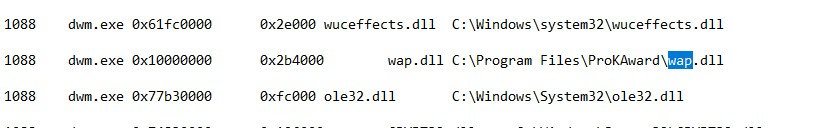 1088 dwm.exe 0x61fc0000 0x2e000 wuceffects.dll C:\Windows\system32\wuceffects.dll
1088 dwm.exe 0x10000000 0x2b4000 wap.dll C:\Program Files\ProKAward\wap.dll
1088 dwm.exe 0x77b30000 0xfc000 ole32.dll C:\Windows\System32\ole32.dll